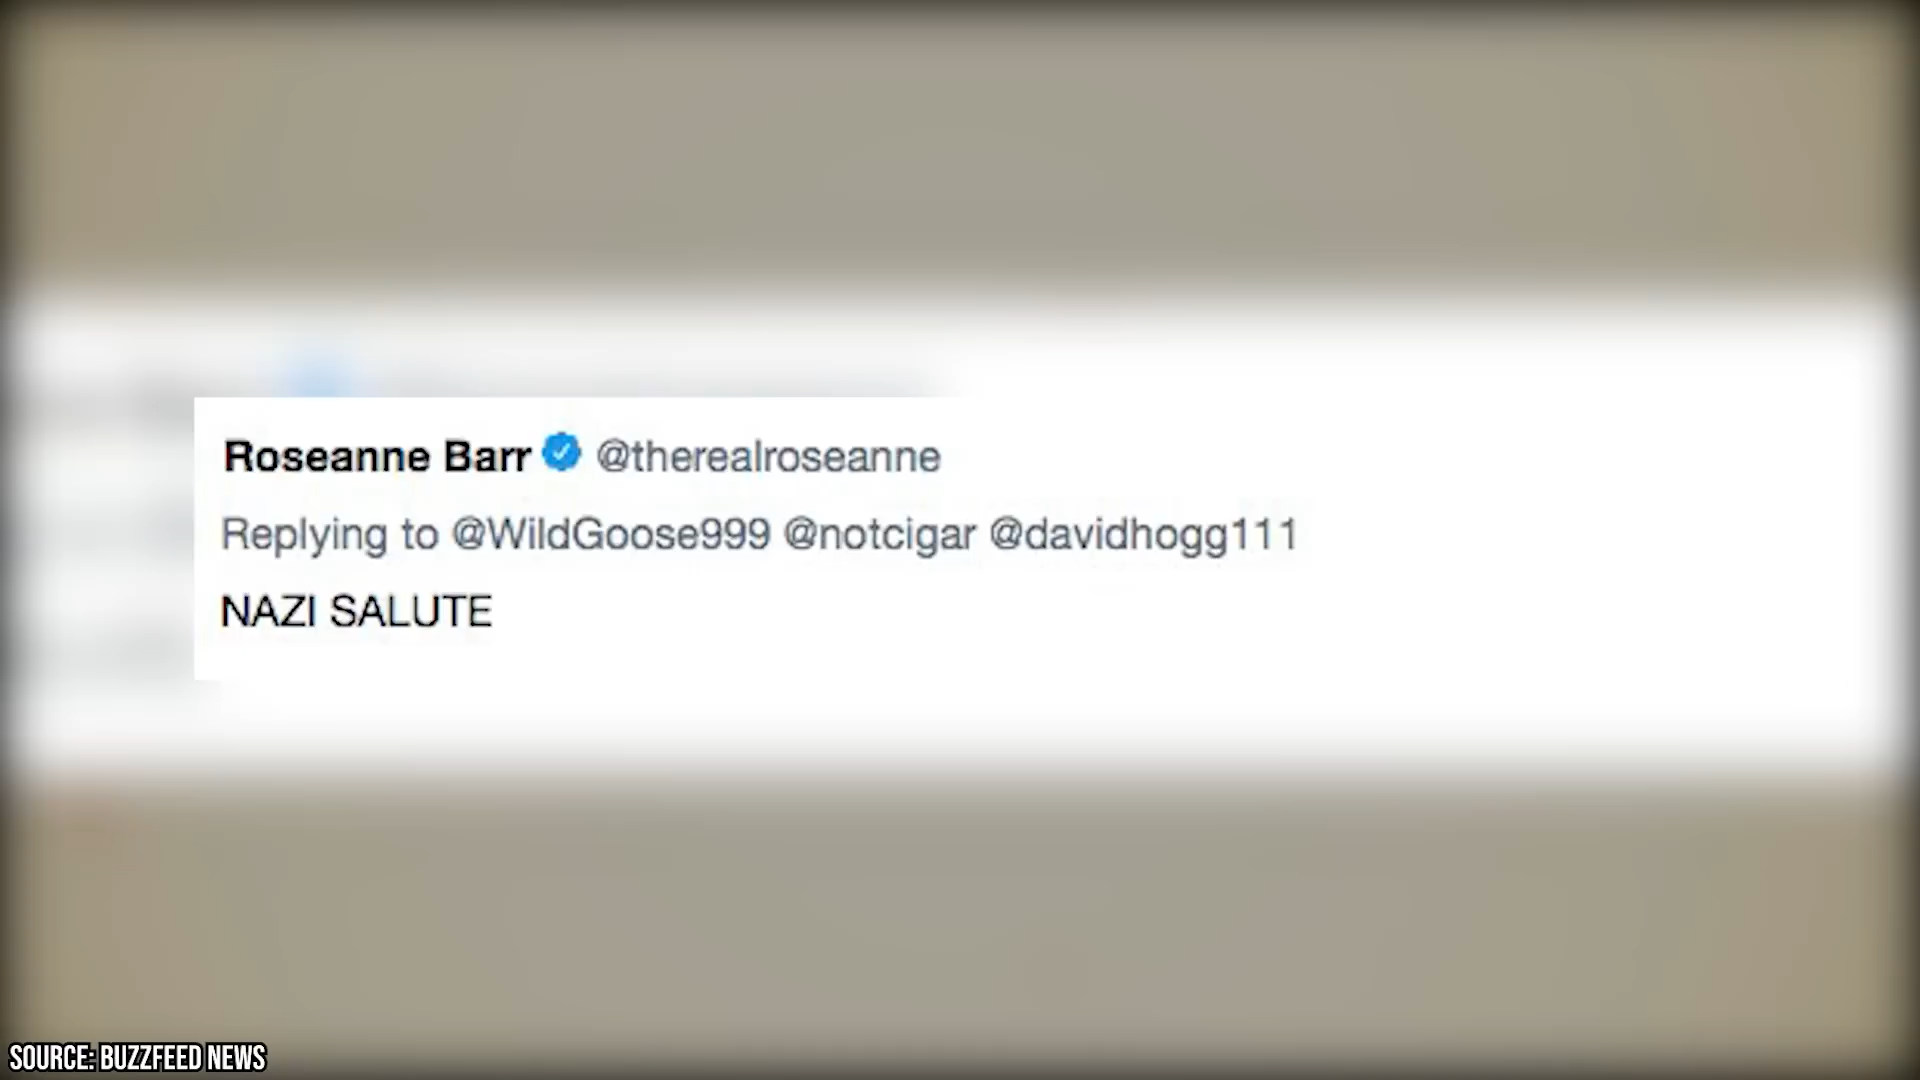 Roseanne Barr @therealroseanne
Replying to @WildGoose999 @notcigar @davidhogg111
NAZI SALUTE
SOURCE: BUZZFEED NEWS